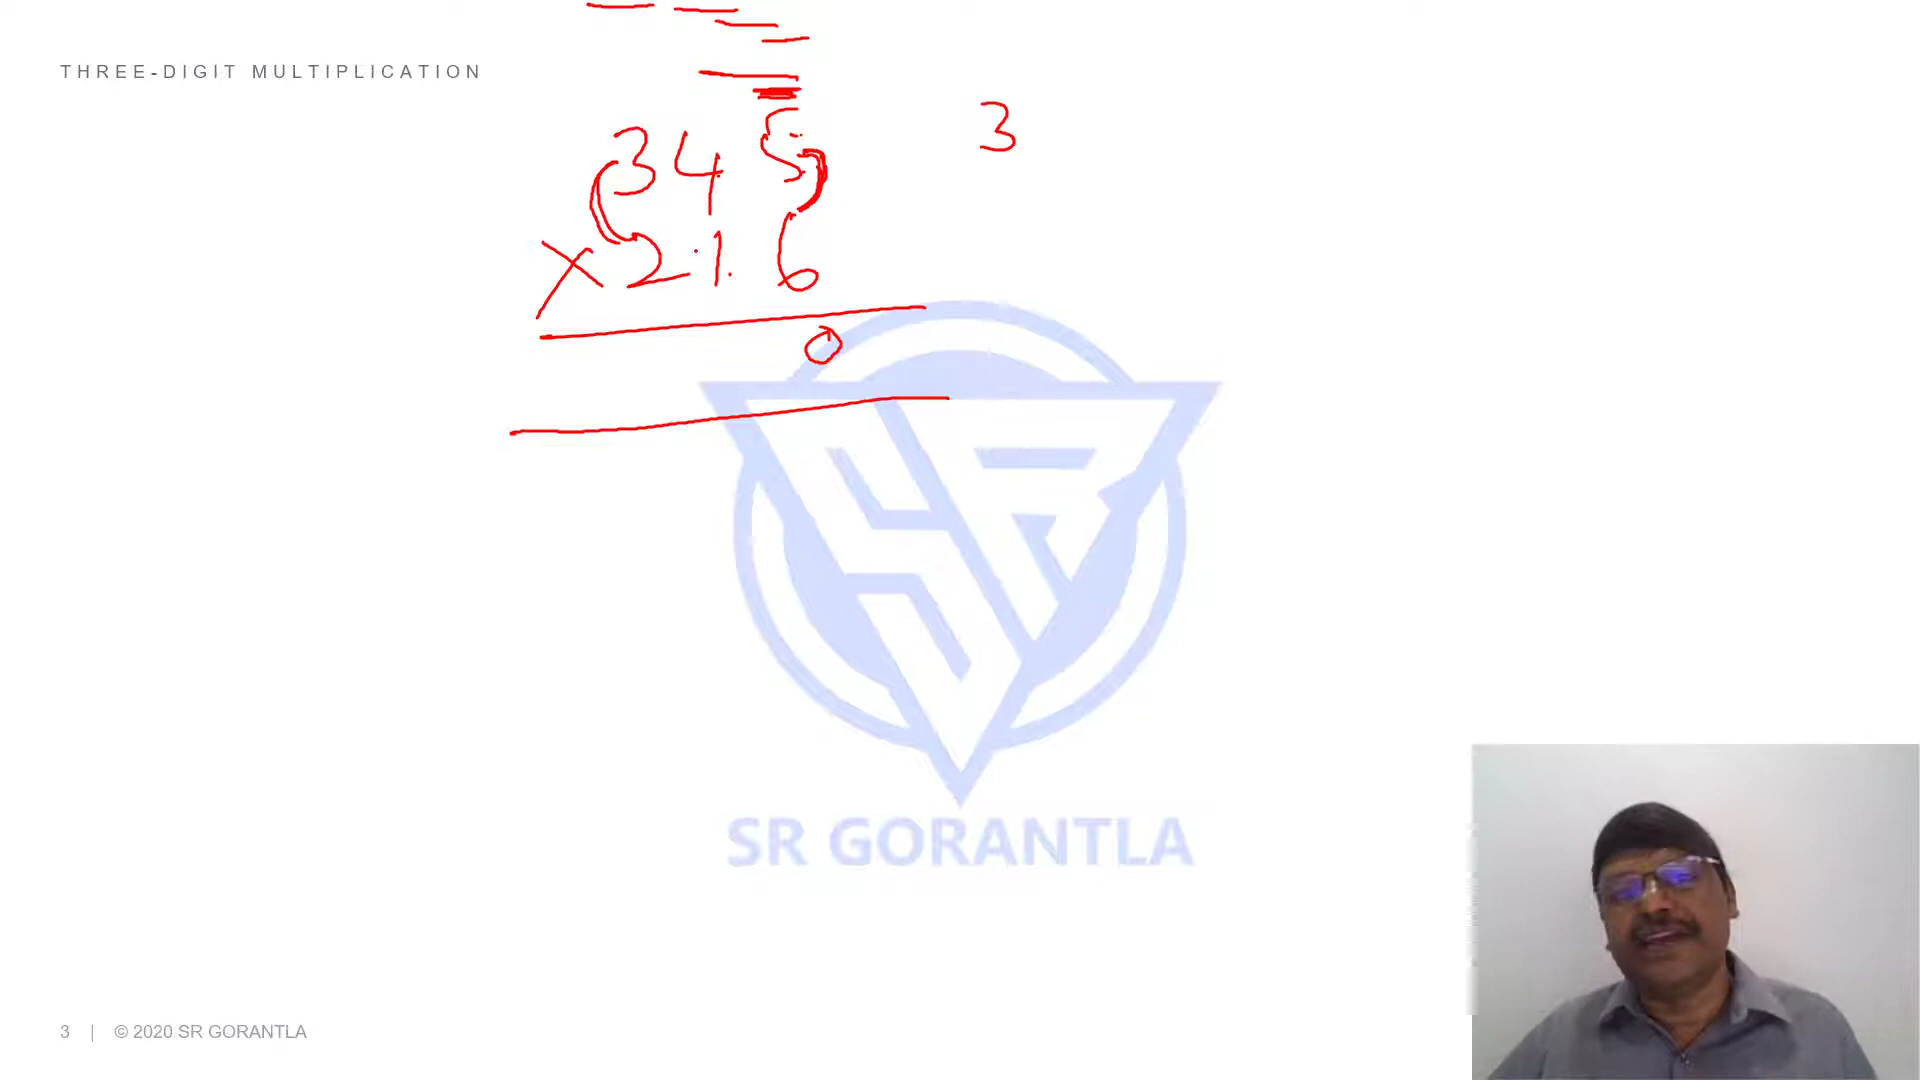 THREE-DIGIT MULTIPLICATION
3
345
× 216
0
SR GORANTLA
3 | © 2020 SR GORANTLA